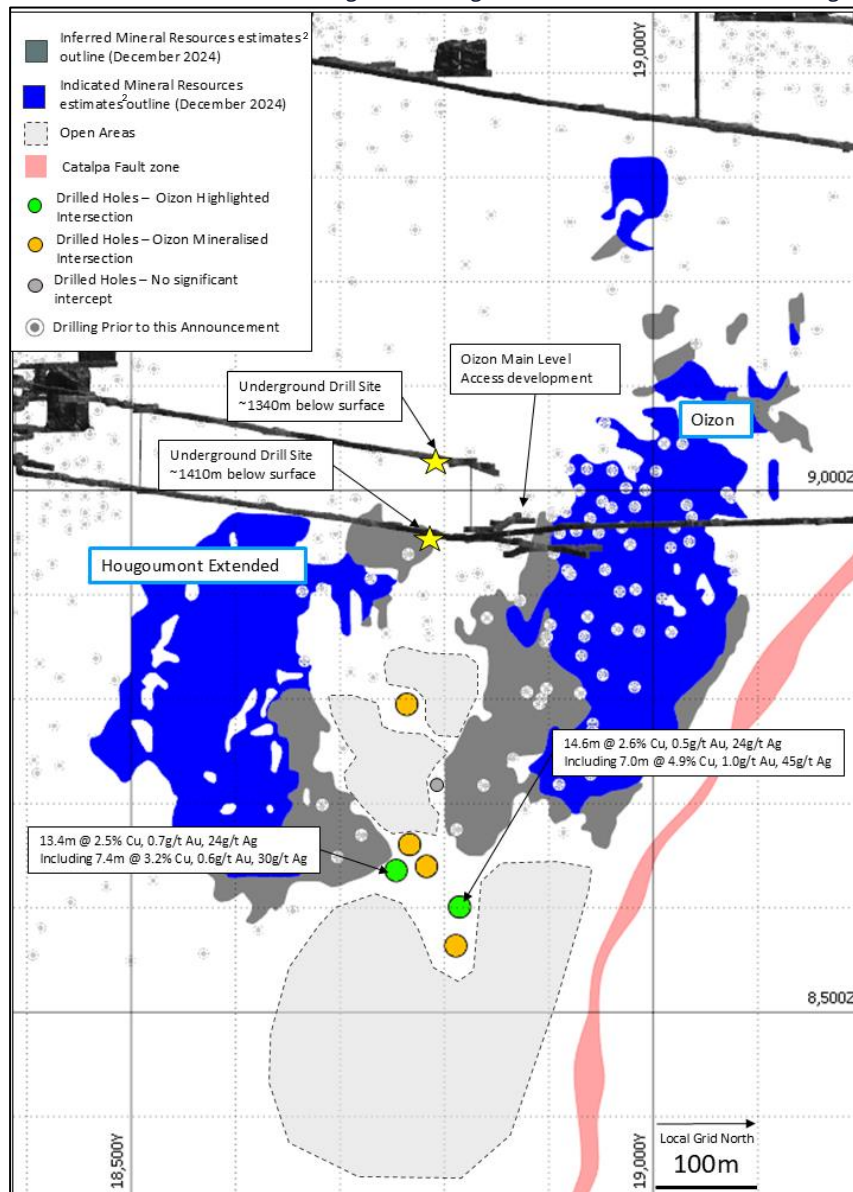 Inferred Mineral Resources estimates²
outline (December 2024)
Indicated Mineral Resources
estimates² outline (December 2024)
Open Areas
Catalpa Fault zone
Drilled Holes – Oizon Highlighted
Intersection
Drilled Holes – Oizon Mineralised
Intersection
Drilled Holes – No significant
intercept
Drilling Prior to this Announcement
19,000Y
Underground Drill Site
~1340m below surface
Oizon Main Level
Access development
Oizon
Underground Drill Site
~1410m below surface
9,000Z
Hougoumont Extended
14.6m @ 2.6% Cu, 0.5g/t Au, 24g/t Ag
Including 7.0m @ 4.9% Cu, 1.0g/t Au, 45g/t Ag
13.4m @ 2.5% Cu, 0.7g/t Au, 24g/t Ag
Including 7.4m @ 3.2% Cu, 0.6g/t Au, 30g/t Ag
8,500Z
18,500Y
19,000Y
Local Grid North
100m